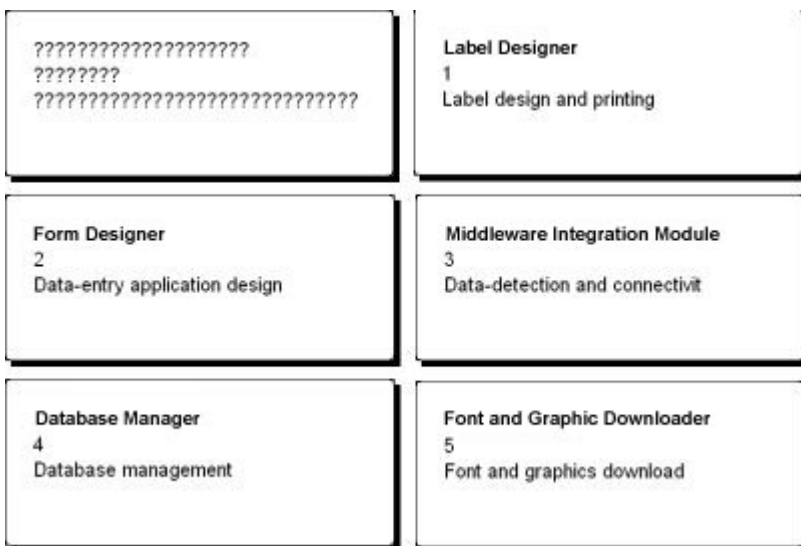 ????????????????????
????????
??????????????????????????????
Label Designer
1
Label design and printing
Form Designer
2
Data-entry application design
Middleware Integration Module
3
Data-detection and connectivit
Database Manager
4
Database management
Font and Graphic Downloader
5
Font and graphics download